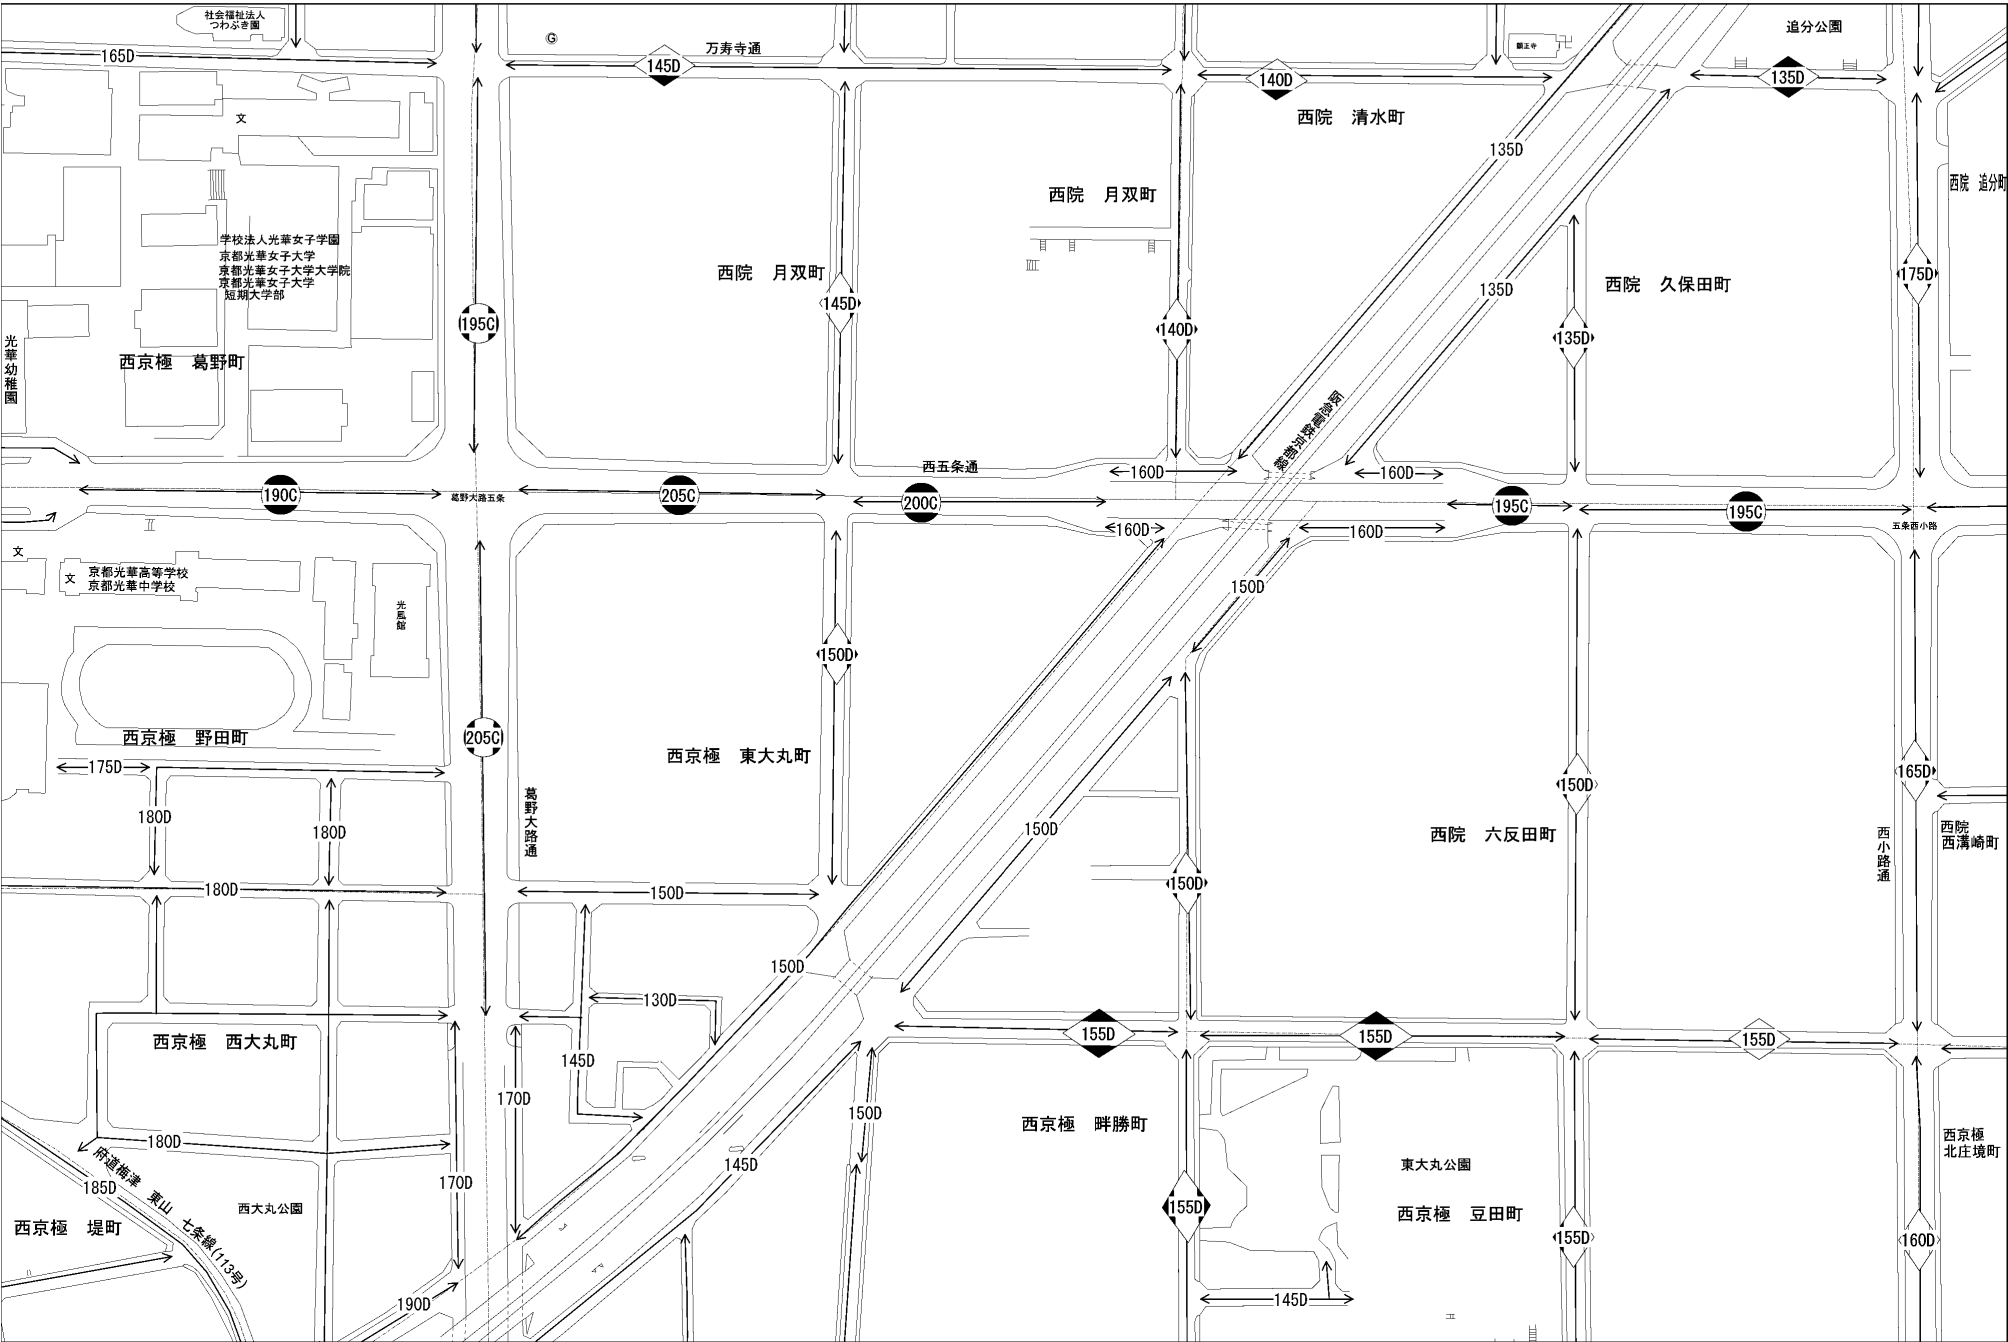 社会福祉法人
つわぶき園
G
万寿寺通
追分公園
願正寺
165D
145D
140D
135D
文
西院 清水町
135D
西院 月双町
西院 追分町
学校法人光華女子学園
京都光華女子大学
京都光華女子大学大学院
京都光華女子大学
短期大学部
西院 月双町
175D
135D
西院 久保田町
145D
195C
140D
135D
光華幼稚園
西京極 葛野町
阪急電鉄京都線
西五条通
160D
160D
190C
葛野大路五条
205C
200C
195C
195C
五条西小路
160D
160D
文
文
京都光華高等学校
京都光華中学校
光風館
150D
150D
西京極 野田町
205C
西京極 東大丸町
175D
165D
150D
葛野大路通
180D
180D
150D
西院 六反田町
西小路通
西院
西溝崎町
180D
150D
150D
150D
130D
西京極 西大丸町
145D
155D
155D
155D
170D
150D
西京極 畔勝町
180D
府道梅津 東山 七条線(113号)
145D
東大丸公園
西京極
北庄境町
185D
170D
西大丸公園
155D
西京極 豆田町
西京極 堤町
155D
160D
190D
145D